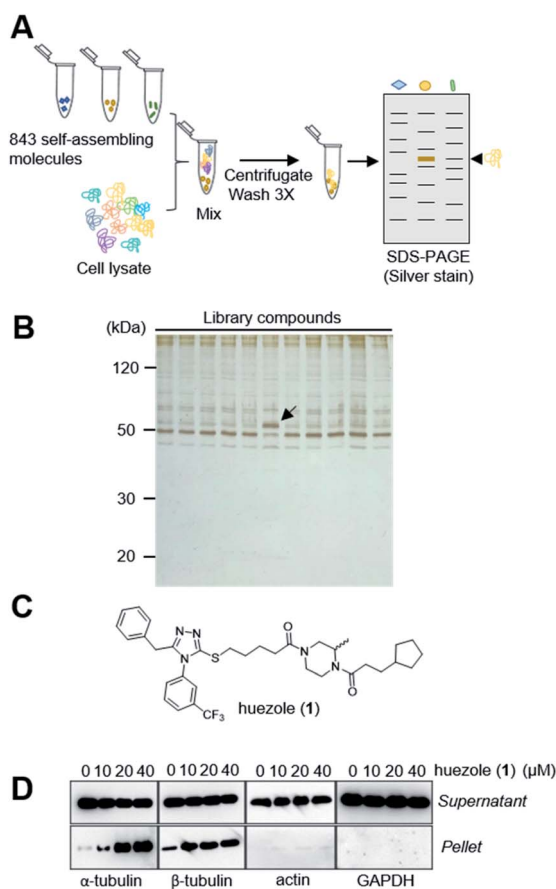 A
843 self-assembling
molecules
Cell lysate
Mix
Centrifugate
Wash 3X
SDS-PAGE
(Silver stain)
B
(kDa)
Library compounds
120
50
30
20
C
N N
N
S
O
N
N
O
CF3
huezole (1)
D
0 10 20 40 0 10 20 40 0 10 20 40 0 10 20 40 huezole (1) (μM)
Supernatant
Pellet
α-tubulin β-tubulin actin GAPDH